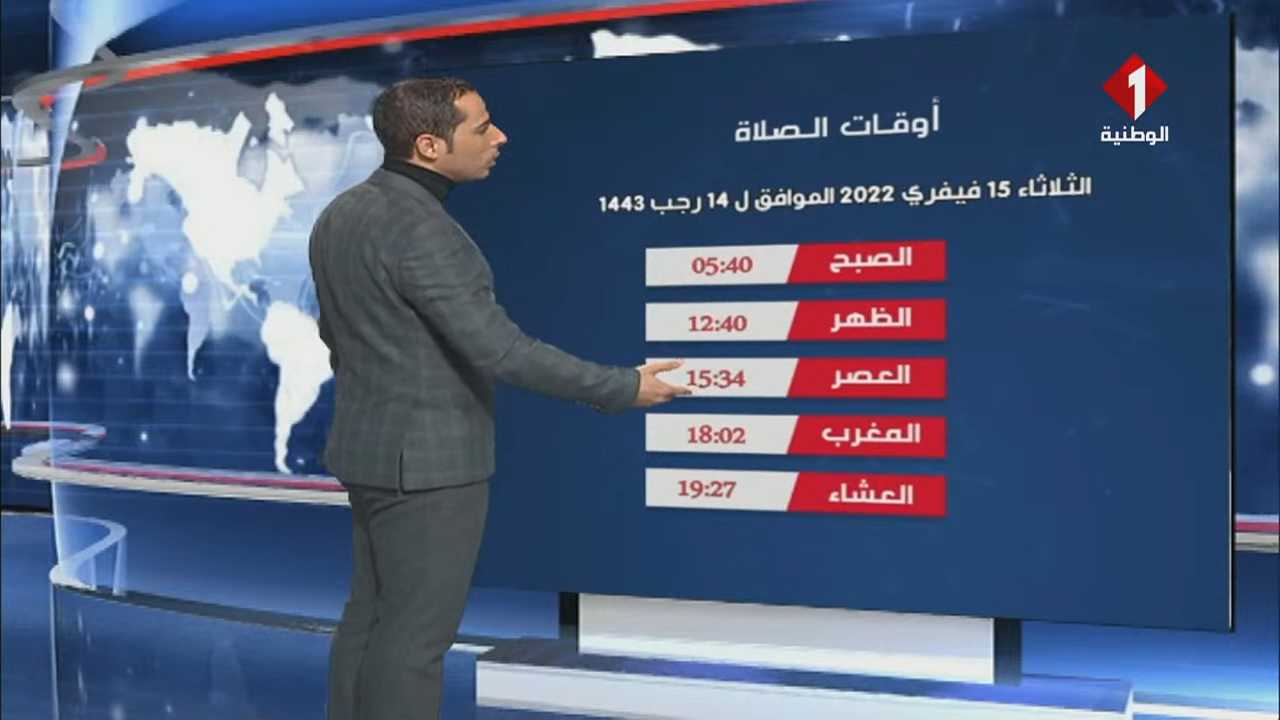 1
الوطنية
أوقات الصلاة
الثلاثاء 15 فيفري 2022 الموافق ل 14 رجب 1443
الصبح 05:40
الظهر 12:40
العصر 15:34
المغرب 18:02
العشاء 19:27